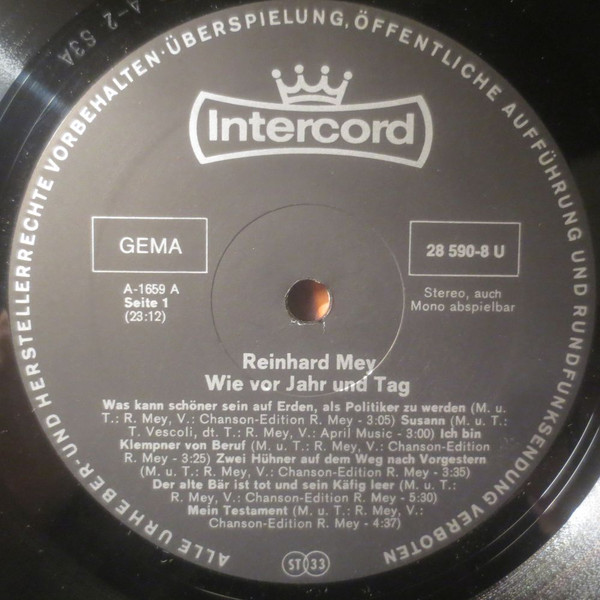 A-2 S3A
ALLE URHEBER- UND HERSTELLERRECHTE VORBEHALTEN · ÜBERSPIELUNG, ÖFFENTLICHE AUFFÜHRUNG UND RUNDFUNKSENDUNG VERBOTEN
Intercord
GEMA
28 590-8 U
A-1659 A
Seite 1
(23:12)
Stereo, auch
Mono abspielbar
Reinhard Mey
Wie vor Jahr und Tag
Was kann schöner sein auf Erden, als Politiker zu werden (M. u.
T.: R. Mey, V.: Chanson-Edition R. Mey - 3:05) Susann (M. u. T.:
T. Vescoli, dt. T.: R. Mey, V.: April Music - 3:00) Ich bin
Klempner von Beruf (M. u. T.: R. Mey, V.: Chanson-Edition
R. Mey - 3:25) Zwei Hühner auf dem Weg nach Vorgestern
(M. u. T.: R. Mey, V.: Chanson-Edition R. Mey - 3:35)
Der alte Bär ist tot und sein Käfig leer (M. u. T.:
R. Mey, V.: Chanson-Edition R. Mey - 5:30)
Mein Testament (M. u. T.: R. Mey, V.:
Chanson-Edition R. Mey - 4:37)
ST 33